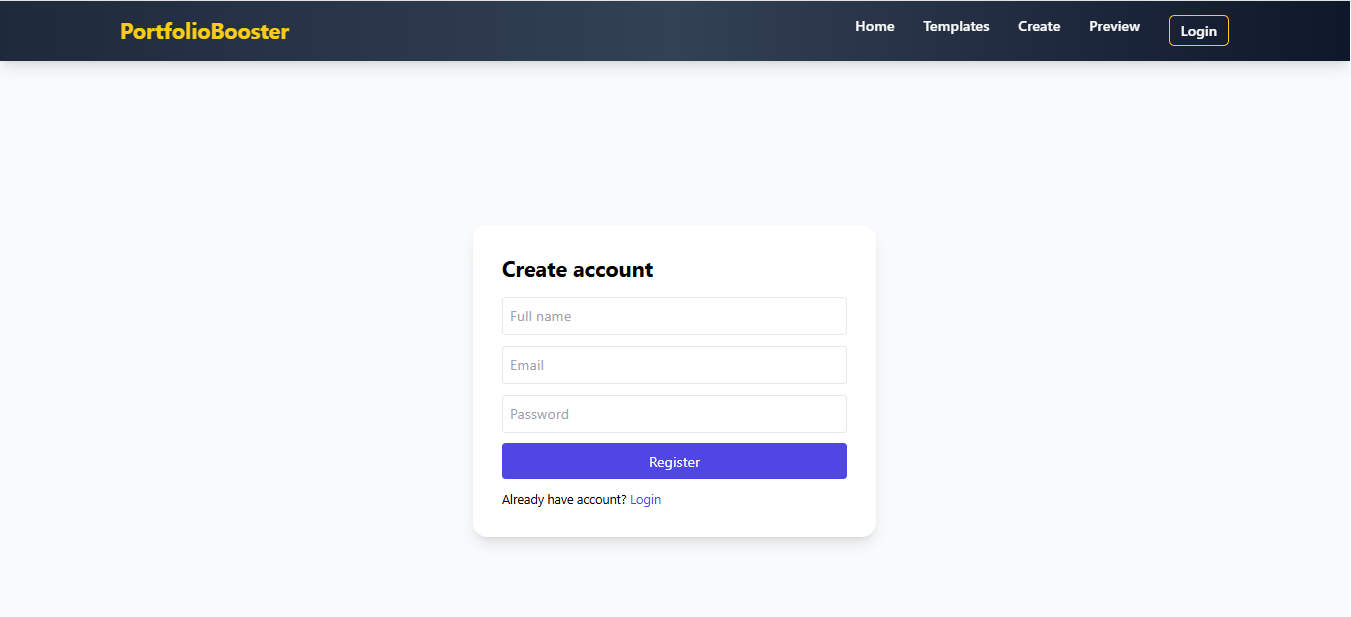 PortfolioBooster
Home Templates Create Preview Login
Create account
Full name
Email
Password
Register
Already have account? Login